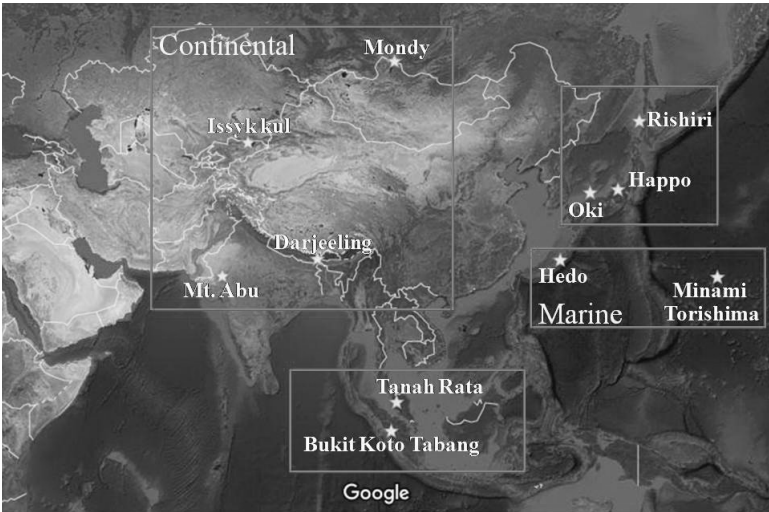 Continental
Mondy
Issyk kul
Rishiri
Happo
Oki
Darjeeling
Mt. Abu
Hedo
Minami
Torishima
Marine
Tanah Rata
Bukit Koto Tabang
Google